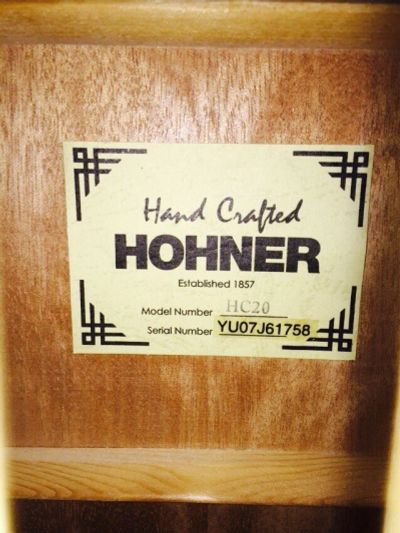 Hand Crafted
HOHNER
Established 1857
Model Number HC20
Serial Number YU07J61758